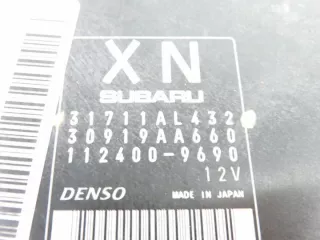 XN
SUBARU
31711AL432
30919AA660
112400-9690
12V
DENSO MADE IN JAPAN